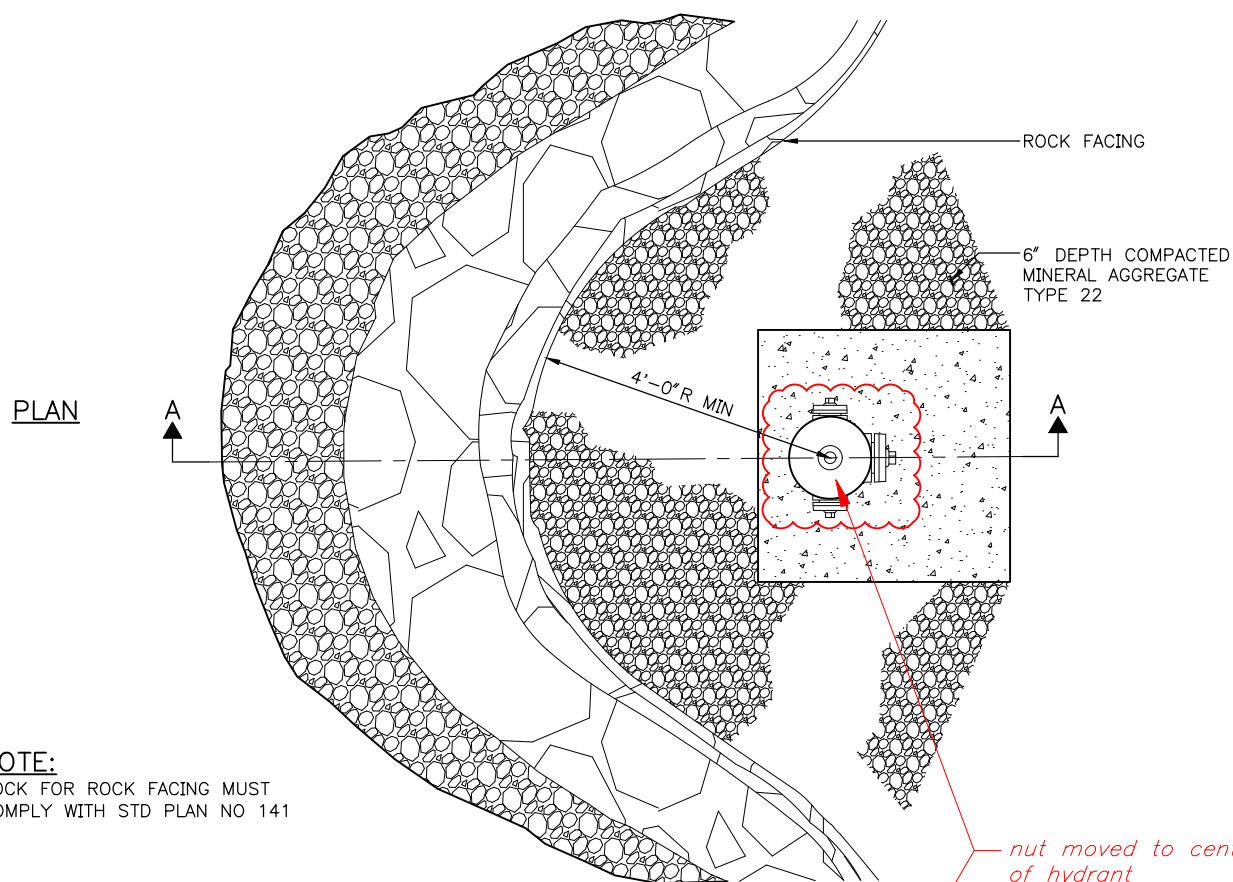 ROCK FACING
6" DEPTH COMPACTED
MINERAL AGGREGATE
TYPE 22
4'-0"R MIN
PLAN
A
A
OTE:
OCK FOR ROCK FACING MUST
OMPLY WITH STD PLAN NO 141
nut moved to cent
of hydrant